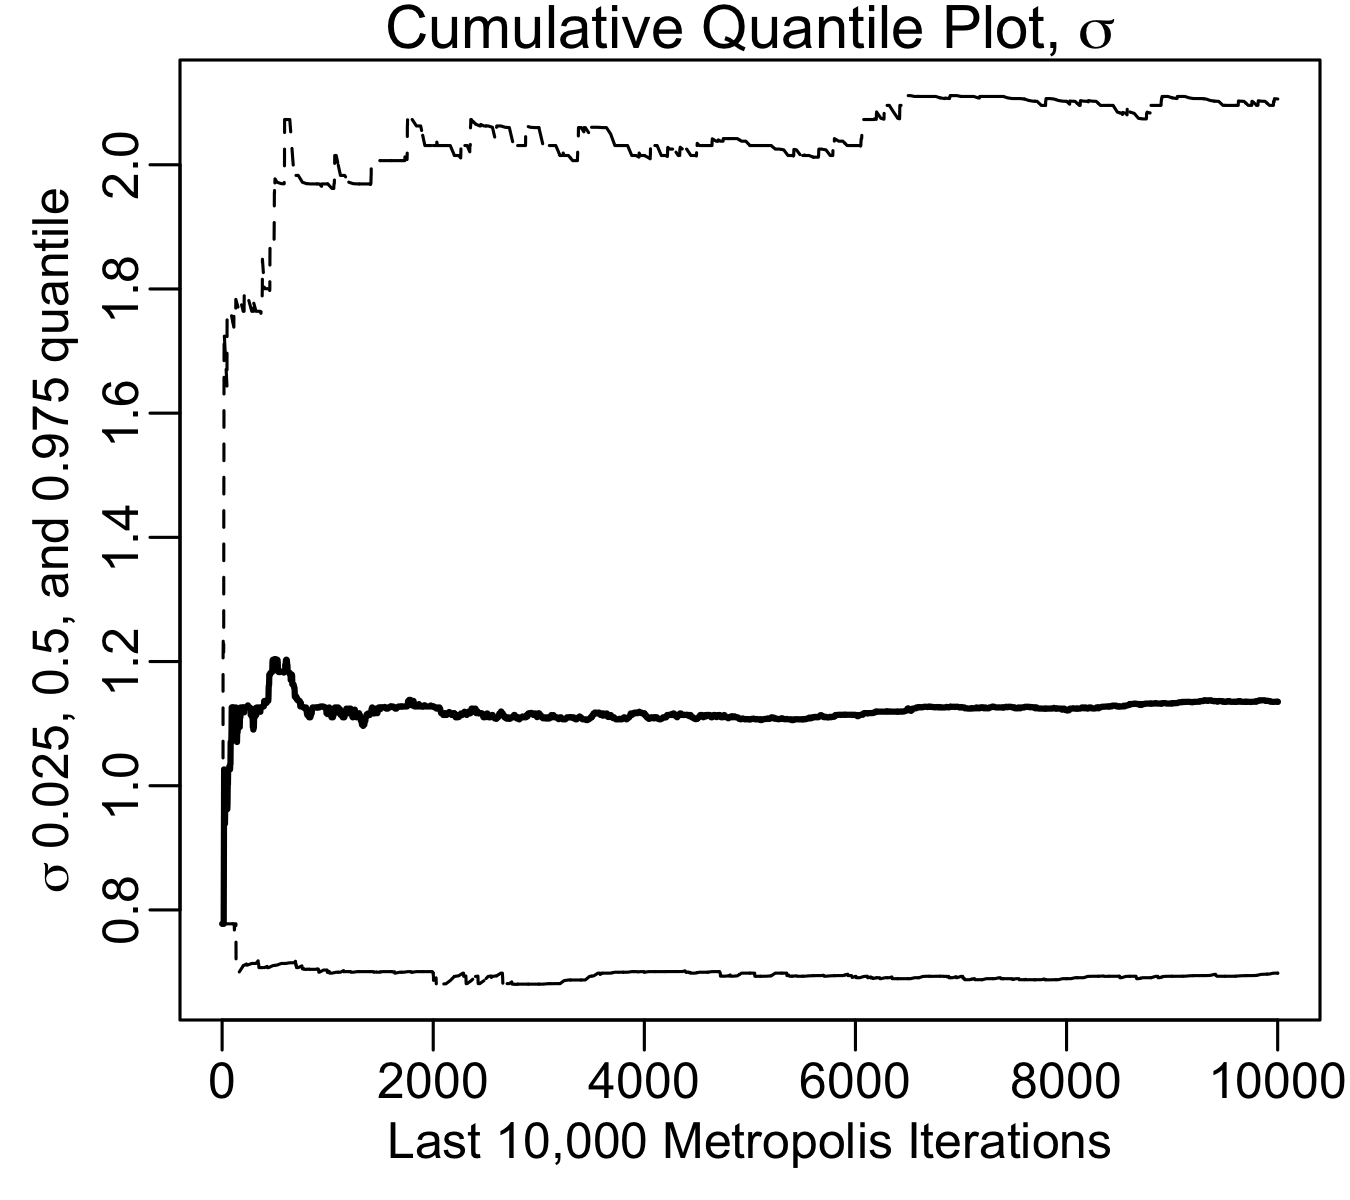 Cumulative Quantile Plot, σ
σ 0.025, 0.5, and 0.975 quantile
2.0
1.8
1.6
1.4
1.2
1.0
0.8
0 2000 4000 6000 8000 10000
Last 10,000 Metropolis Iterations